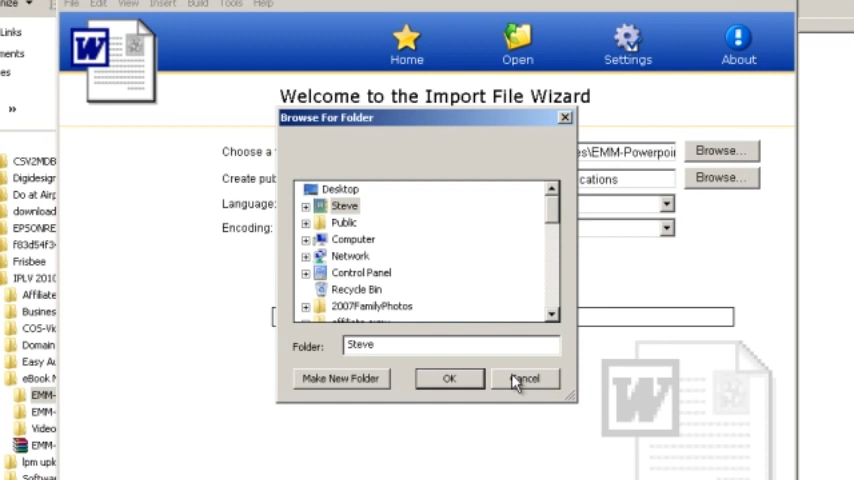 File Edit View Insert Build Tools Help
Links
W
Home Open Settings About
Welcome to the Import File Wizard
Browse For Folder
Choose a
es\EMM-Powerpoi
Browse...
Create pub
cations
Browse...
Language:
Encoding:
Desktop
Steve
Public
Computer
Network
Control Panel
Recycle Bin
2007FamilyPhotos
Folder:
Steve
Make New Folder
OK
Cancel
CSV2MDB
Digidesign
Do at Airp
download
EPSONRE
f83d54f3
Frisbee
IPLV 2010
Affiliate
Busines
COS-Vi
Domain
Easy Au
eBook M
EMM-
EMM-
Video
EMM-
lpm upk
Softwa
W